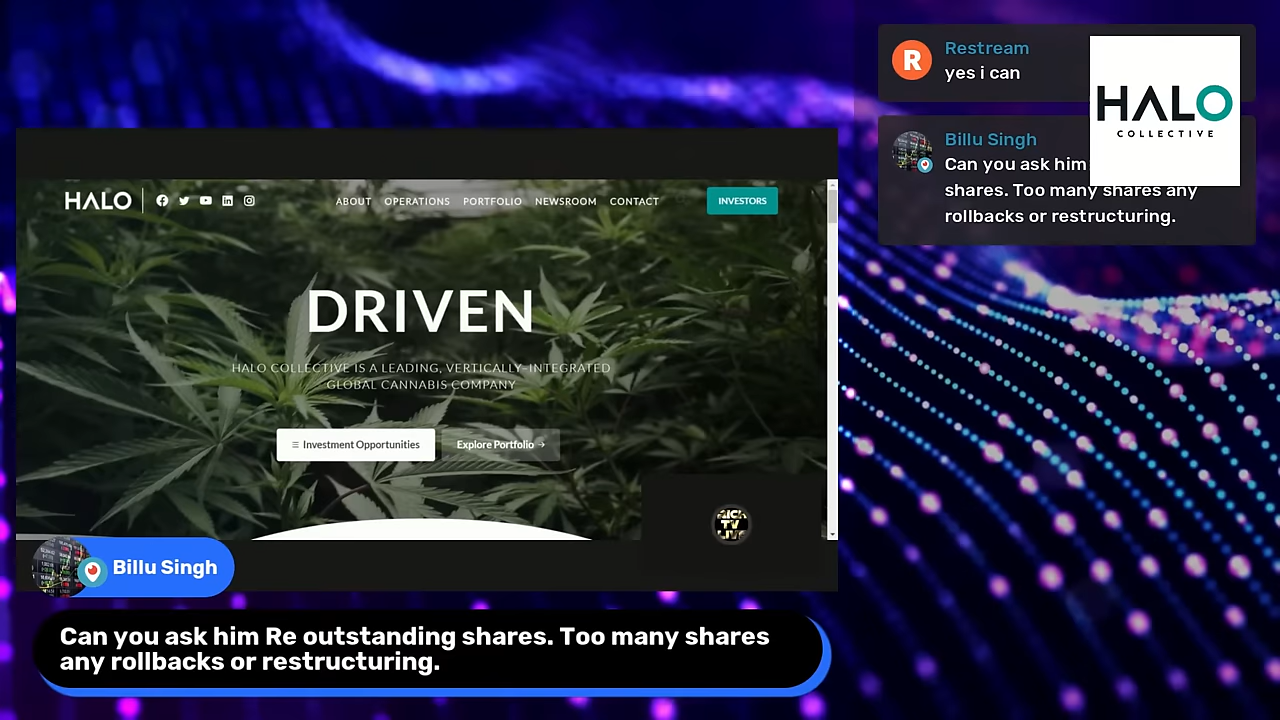 HALO
ABOUT OPERATIONS PORTFOLIO NEWSROOM CONTACT
INVESTORS
DRIVEN
HALO COLLECTIVE IS A LEADING, VERTICALLY-INTEGRATED
GLOBAL CANNABIS COMPANY
Investment Opportunities
Explore Portfolio
TV
Billu Singh
Can you ask him Re outstanding shares. Too many shares
any rollbacks or restructuring.
R
Restream
yes i can
Billu Singh
Can you ask him
shares. Too many shares any
rollbacks or restructuring.
HALO
COLLECTIVE